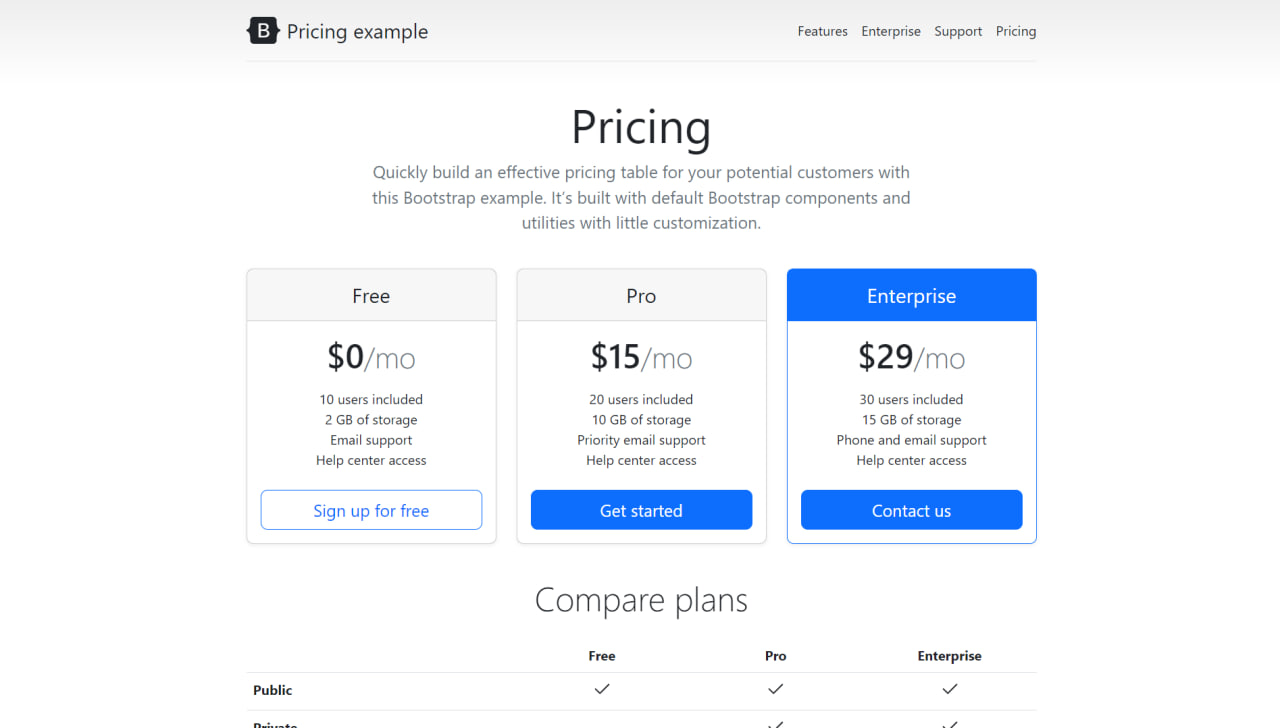 B Pricing example
Features Enterprise Support Pricing
Pricing
Quickly build an effective pricing table for your potential customers with
this Bootstrap example. It’s built with default Bootstrap components and
utilities with little customization.
Free
$0/mo
10 users included
2 GB of storage
Email support
Help center access
Sign up for free
Pro
$15/mo
20 users included
10 GB of storage
Priority email support
Help center access
Get started
Enterprise
$29/mo
30 users included
15 GB of storage
Phone and email support
Help center access
Contact us
Compare plans
Free Pro Enterprise
Public
Private